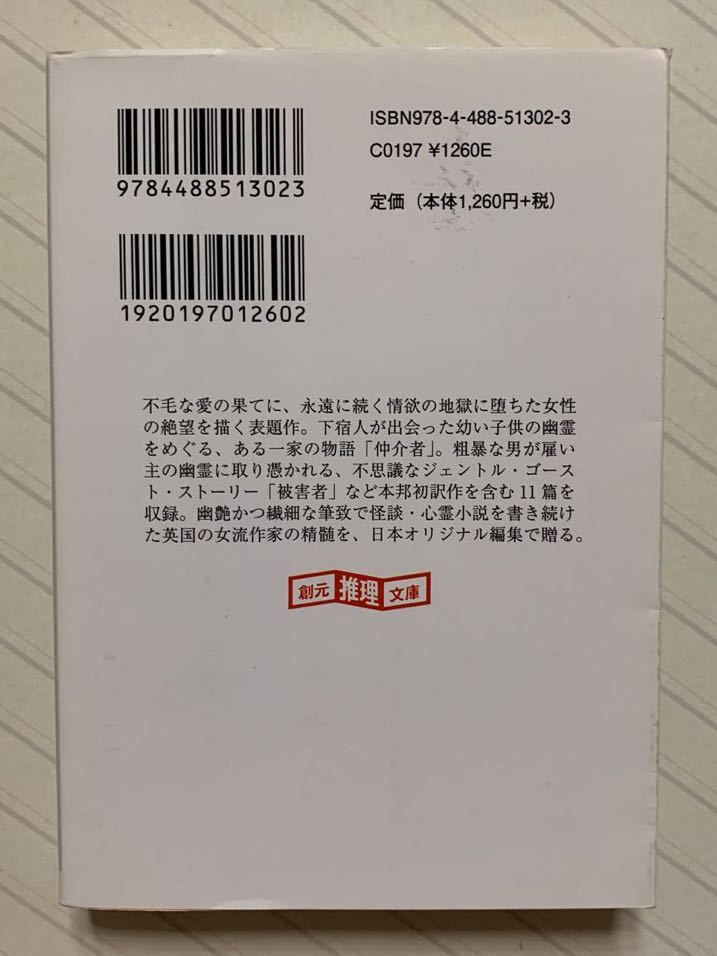 ISBN978-4-488-51302-3
C0197 ¥1260E
定価(本体1,260円+税)
9784488513023
1920197012602
不毛な愛の果てに、永遠に続く情欲の地獄に堕ちた女性
の絶望を描く表題作。下宿人が出会った幼い子供の幽霊
をめぐる、ある一家の物語「仲介者」。粗暴な男が雇い
主の幽霊に取り憑かれる、不思議なジェントル・ゴース
ト・ストーリー「被害者」など本邦初訳作を含む11篇を
収録。幽艶かつ繊細な筆致で怪談・心霊小説を書き続け
た英国の女流作家の精髄を、日本オリジナル編集で贈る。
創元推理文庫